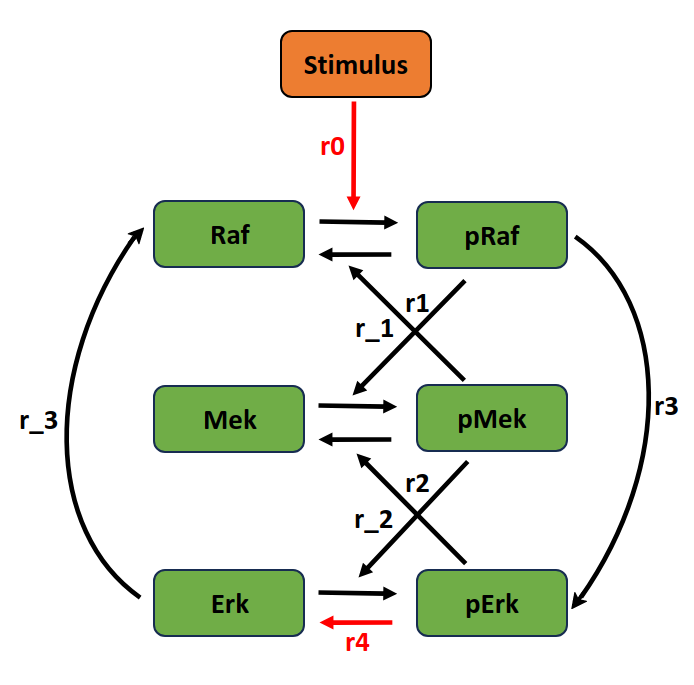 Stimulus
r0
Raf
pRaf
r1
r_1
Mek
pMek
r_3
r3
r2
r_2
Erk
pErk
r4